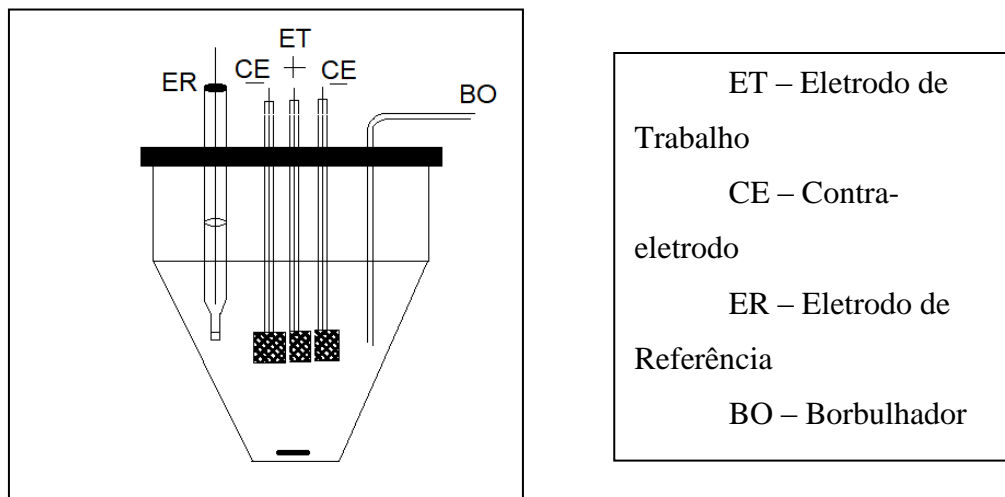 ET
+
CE CE
— —
ER
BO
ET – Eletrodo de
Trabalho
CE – Contra-
eletrodo
ER – Eletrodo de
Referência
BO – Borbulhador